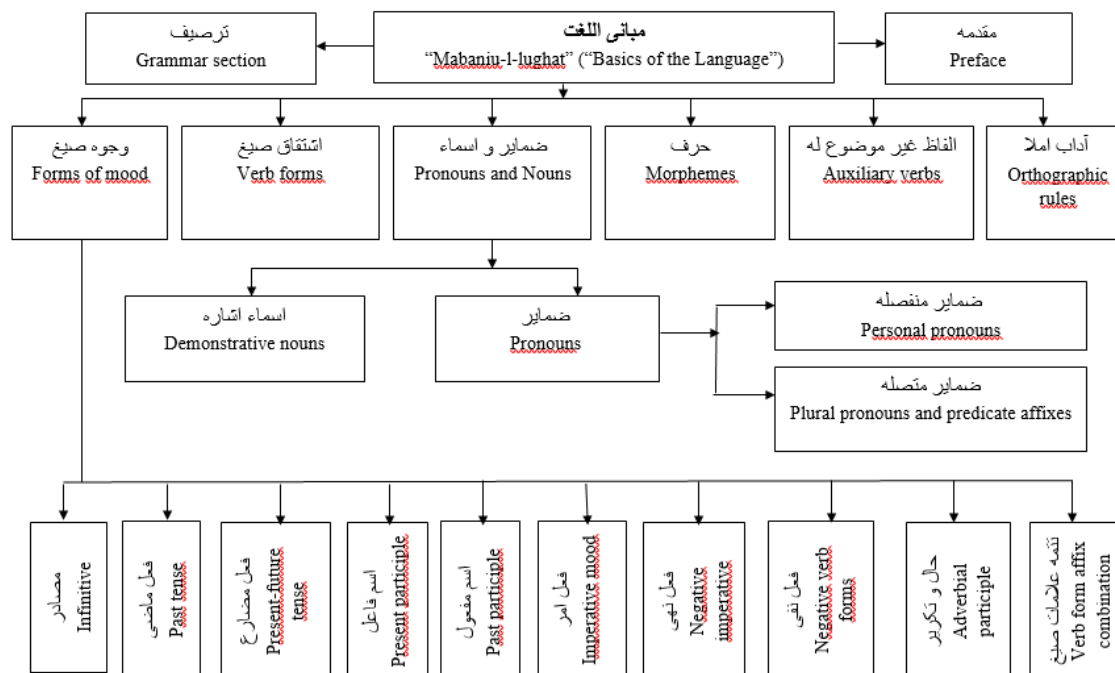 ترصیف
Grammar section
مبانی اللغت
“Mabaniu-l-lughat” (“Basics of the Language”)
مقدمه
Preface
وجوه صیغ
Forms of mood
اشتقاق صیغ
Verb forms
ضمایر و اسماء
Pronouns and Nouns
حرف
Morphemes
الفاظ غیر موضوع له
Auxiliary verbs
آداب املا
Orthographic
rules
اسماء اشاره
Demonstrative nouns
ضمایر
Pronouns
ضمایر منفصله
Personal pronouns
ضمایر متصله
Plural pronouns and predicate affixes
مصادر
Infinitive
فعل ماضی
Past tense
فعل مضارع
Present-future
tense
اسم فاعل
Present participle
اسم مفعول
Past participle
فعل امر
Imperative mood
فعل نهی
Negative
imperative
فعل نفی
Negative verb
forms
حال و تکریر
Adverbial
participle
تتمه علامات صیغ
Verb form affix
combination